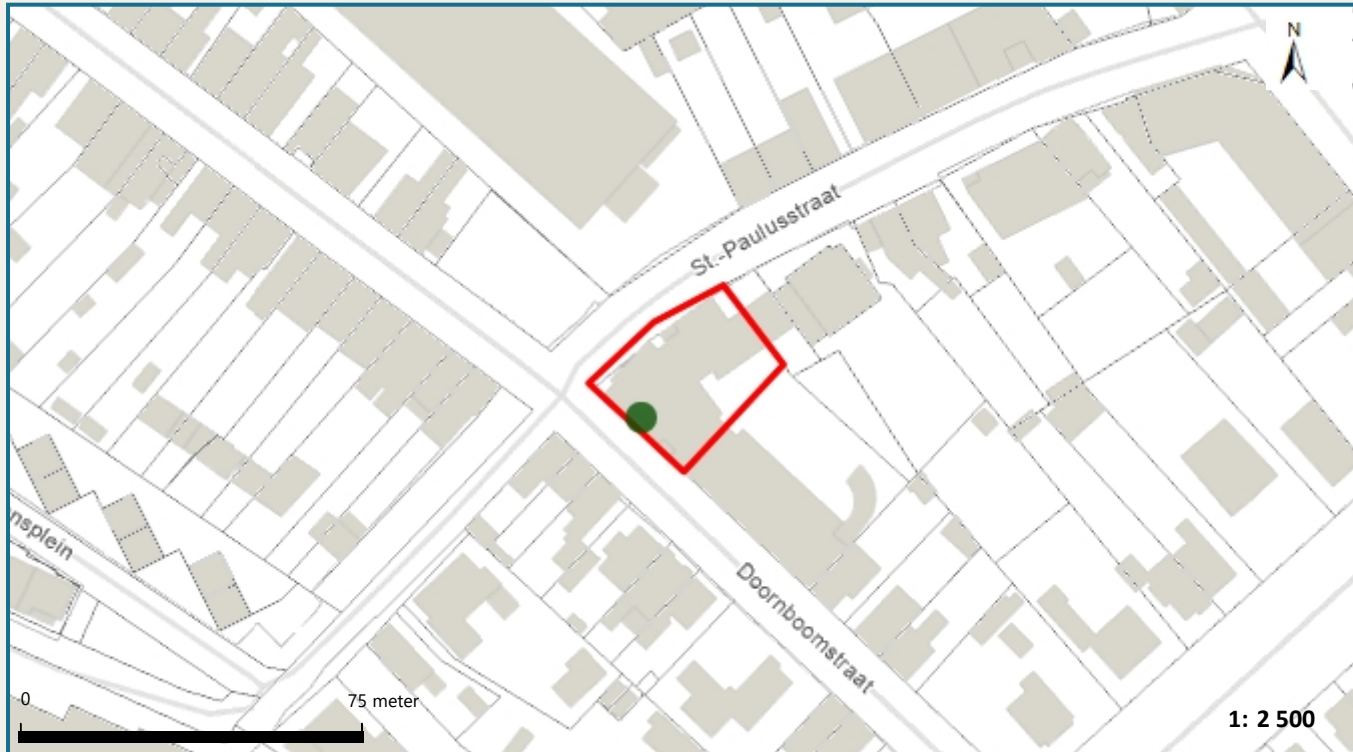 N
St.-Paulusstraat
nsplein
Doornboomstraat
0
75 meter
1: 2 500